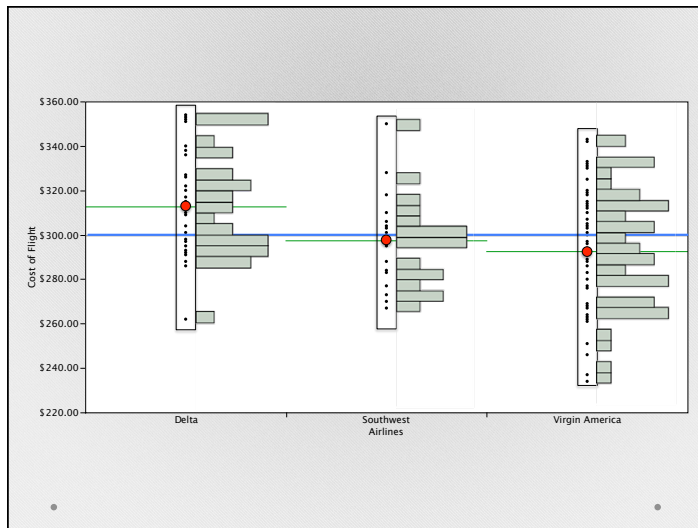 $360.00
$340.00
$320.00
$300.00
$280.00
$260.00
$240.00
$220.00
Cost of Flight
Delta
Southwest
Virgin America
Airlines